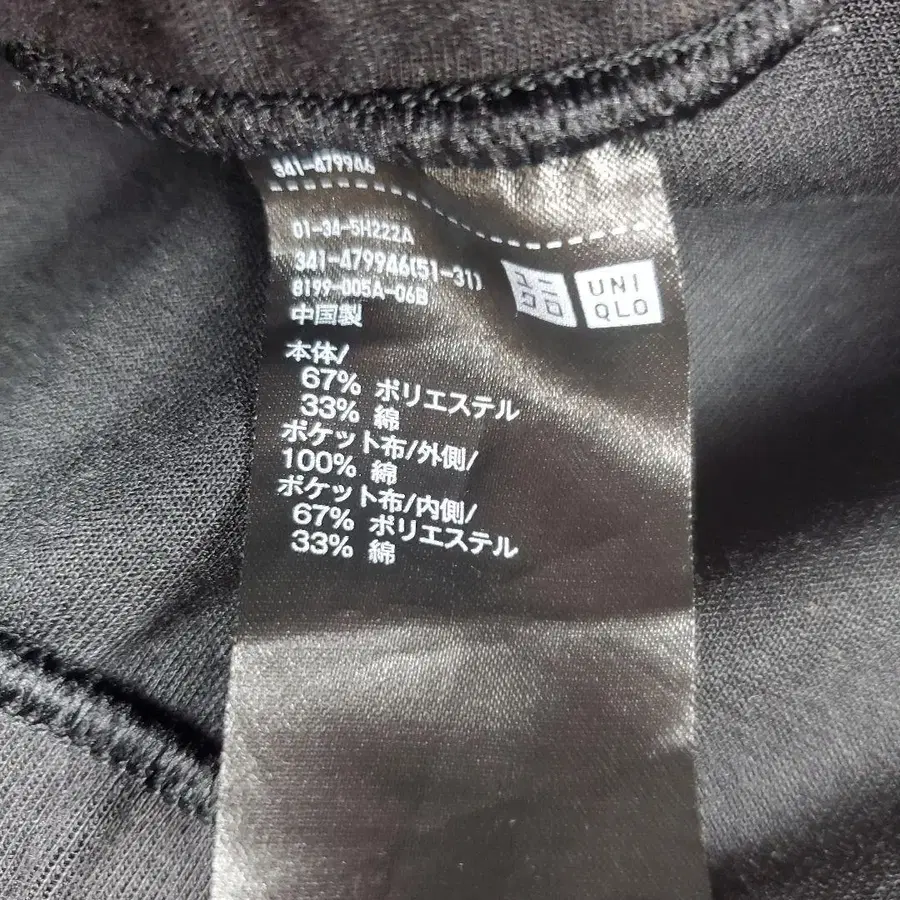 341-479946
01-34-5H222A
341-479946(51-31)
8199-005A-06B
UNI
QLO
中国製
本体/
67% ポリエステル
33% 綿
ポケット布/外側/
100% 綿
ポケット布/内側/
67% ポリエステル
33% 綿